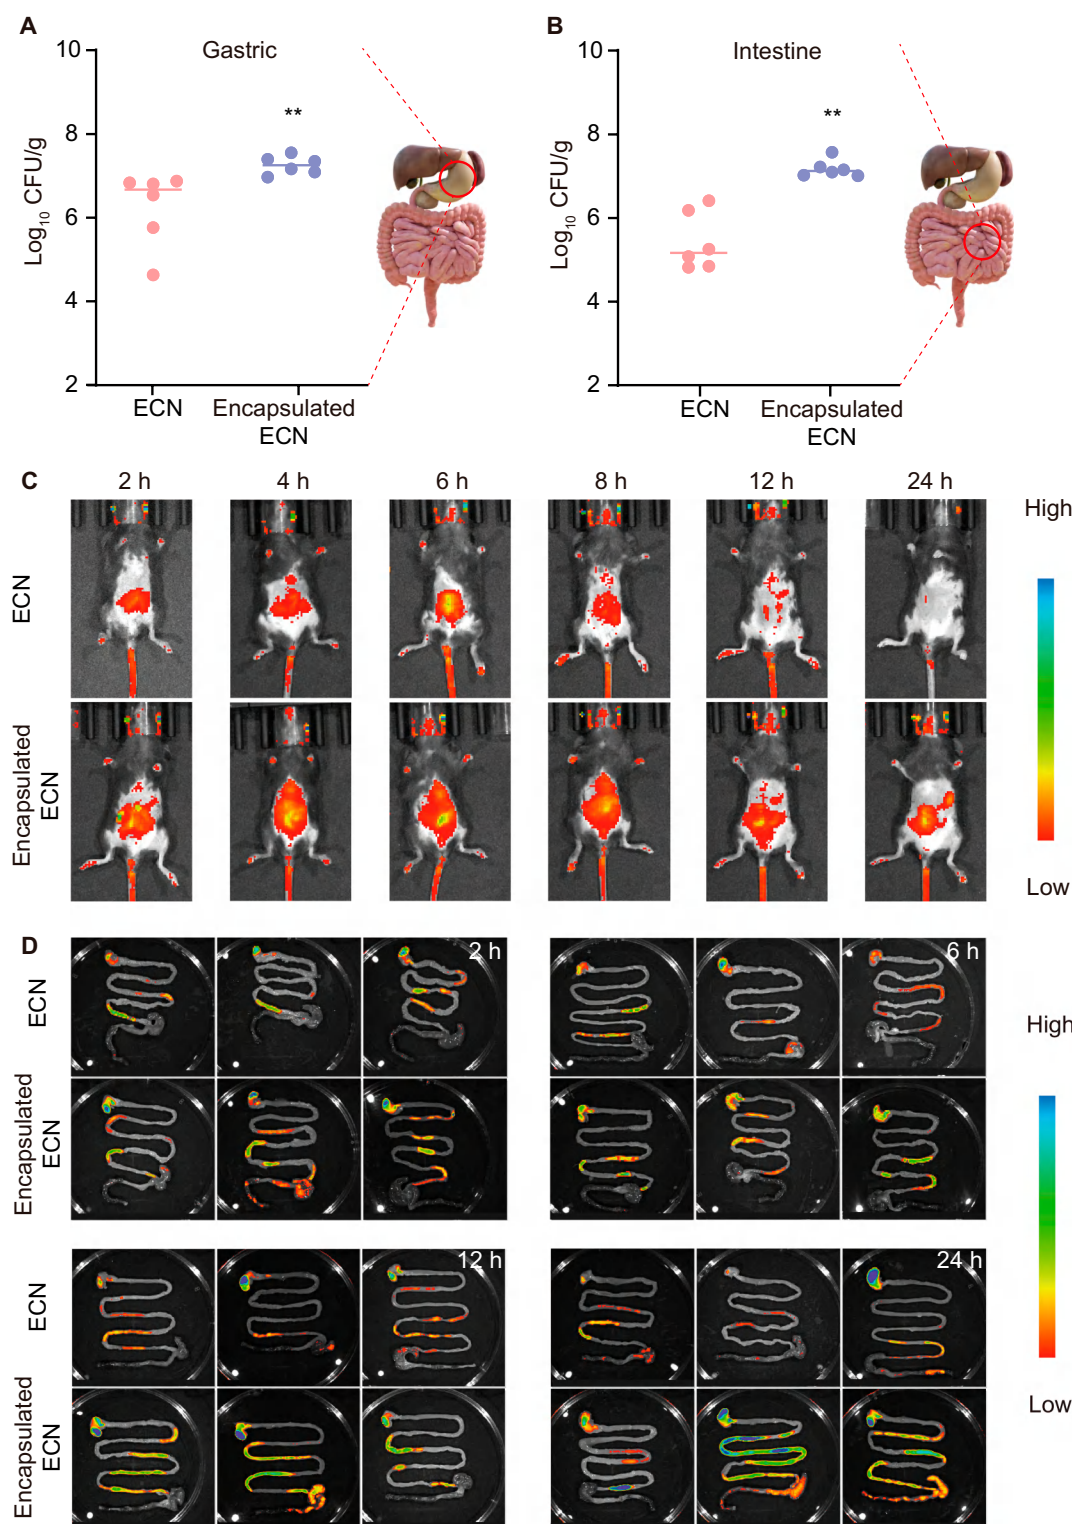 A
Gastric
10
8
6
4
2
Log₁₀ CFU/g
**
ECN
Encapsulated
ECN
B
Intestine
10
8
6
4
2
Log₁₀ CFU/g
**
ECN
Encapsulated
ECN
C
2 h
4 h
6 h
8 h
12 h
24 h
ECN
Encapsulated
ECN
High
Low
D
ECN
2 h
6 h
Encapsulated
ECN
High
ECN
12 h
24 h
Encapsulated
ECN
Low